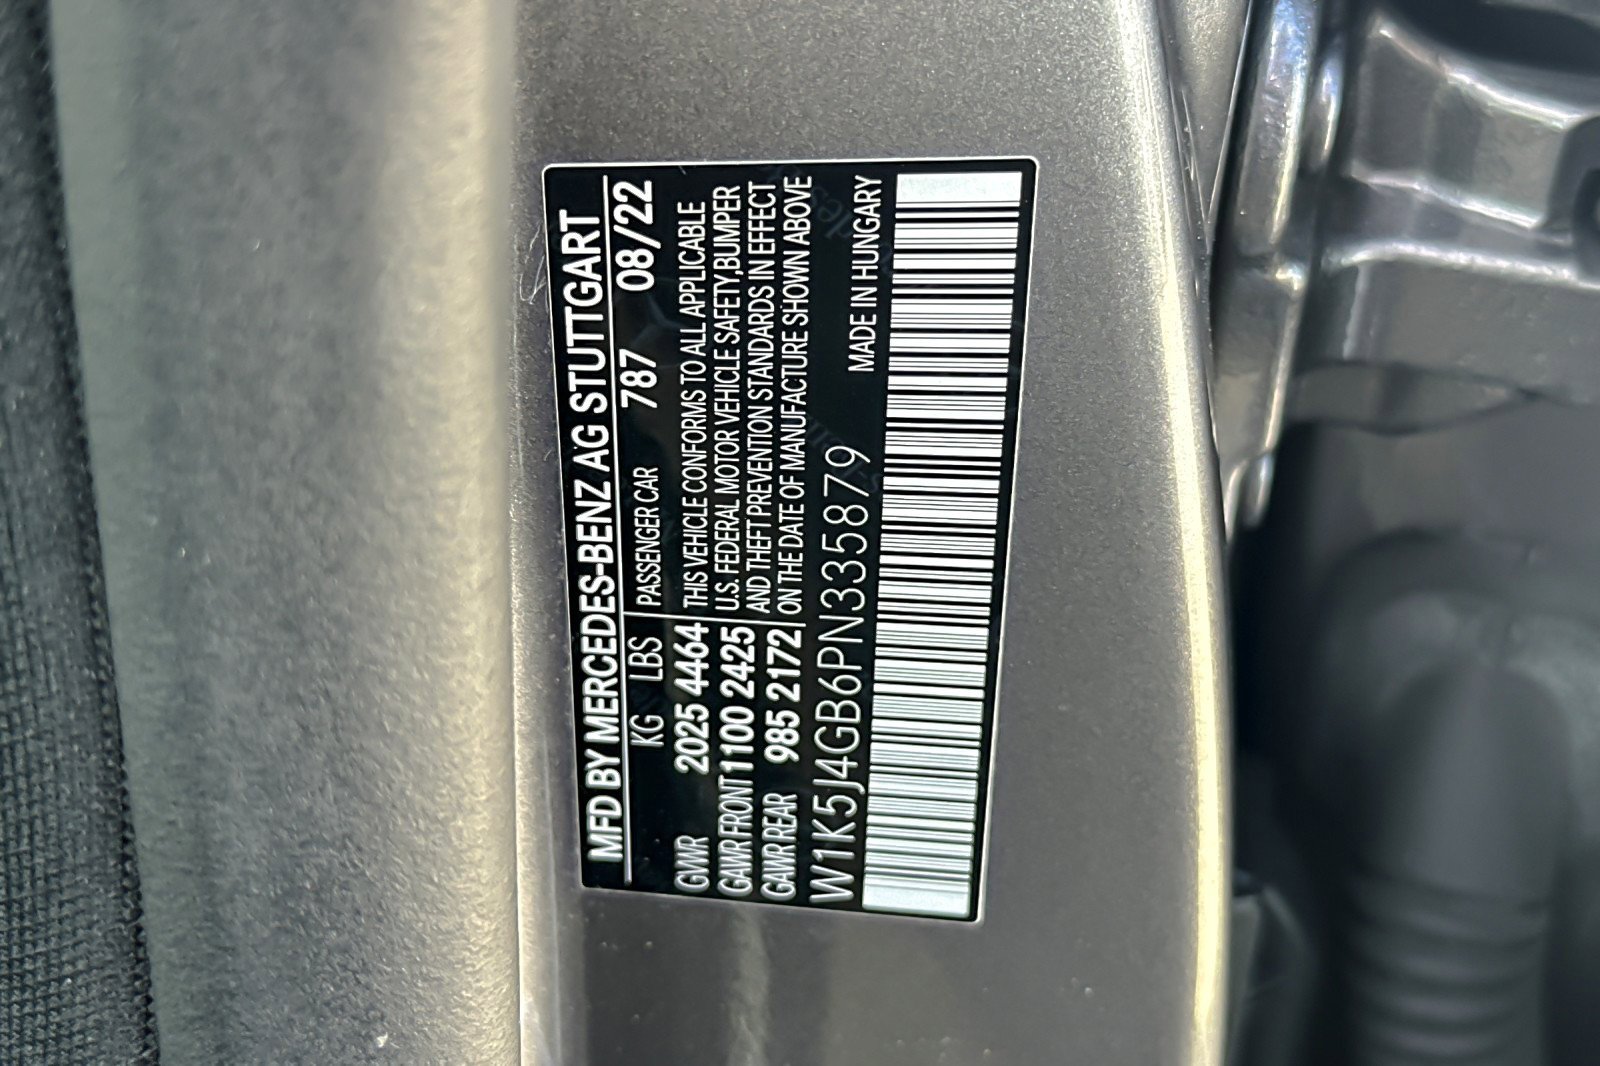 MFD BY MERCEDES-BENZ AG STUTTGART
KG LBS PASSENGER CAR 787 08/22
GWR 2025 4464 THIS VEHICLE CONFORMS TO ALL APPLICABLE
GAWR FRONT 1100 2425 U.S. FEDERAL MOTOR VEHICLE SAFETY,BUMPER
GAWR REAR 985 2172 AND THEFT PREVENTION STANDARDS IN EFFECT
ON THE DATE OF MANUFACTURE SHOWN ABOVE
W1K5J4GB6PN335879 MADE IN HUNGARY